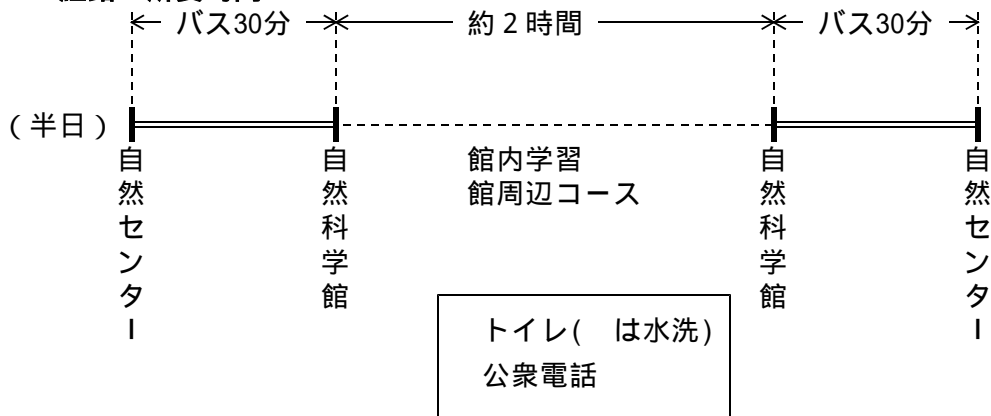 バス30分 約2時間 バス30分
(半日)
自然センター 自然科学館 館内学習 自然科学館 自然センター
館周辺コース
トイレ( は水洗)
公衆電話